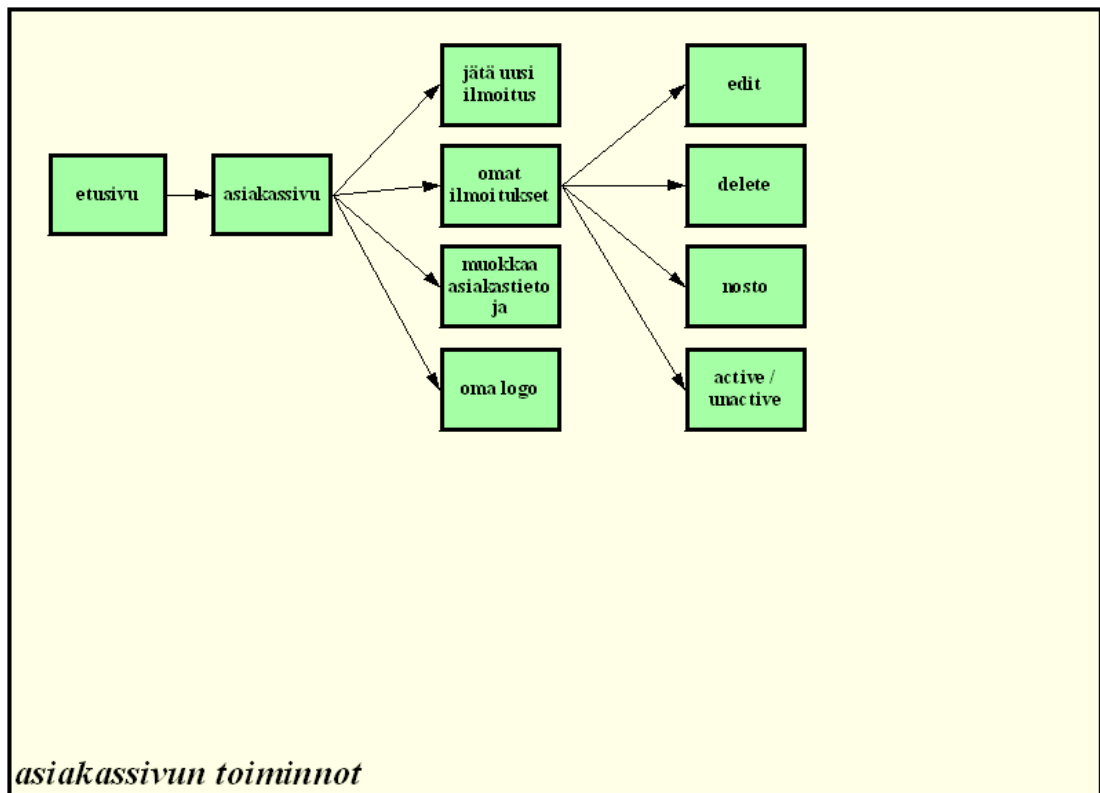 jätä uusi
ilmoitus
edit
etusivu
asiakassivu
omat
ilmoitukset
delete
muokkaa
asiakastieto
ja
nosto
oma logo
active /
unactive
asiakassivun toiminnot